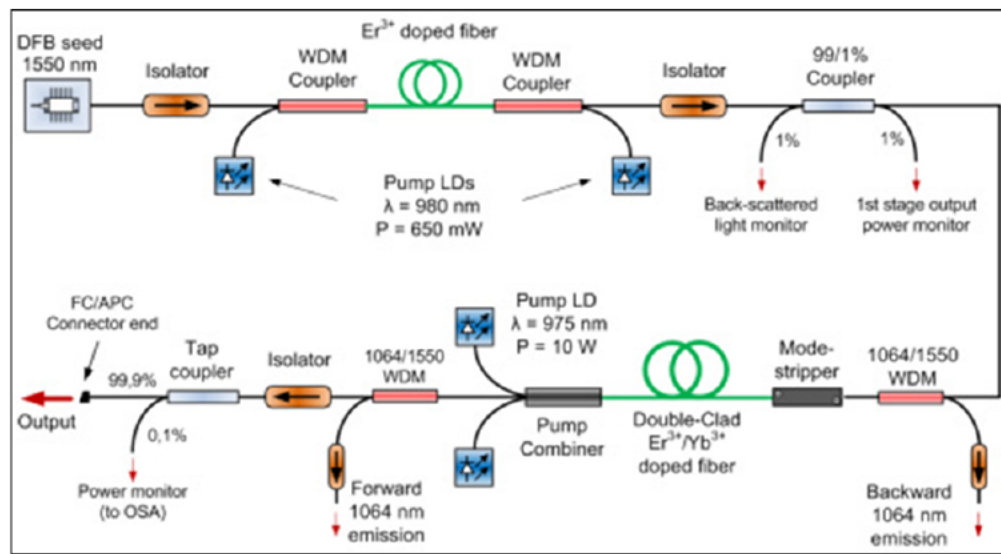 DFB seed
1550 nm
Isolator
WDM
Coupler
Er³⁺ doped fiber
WDM
Coupler
Isolator
99/1%
Coupler
1%
1%
Pump LDs
λ = 980 nm
P = 650 mW
Back-scattered
light monitor
1st stage output
power monitor
FC/APC
Connector end
99,9%
Output
Tap
coupler
0,1%
Power monitor
(to OSA)
Isolator
1064/1550
WDM
Forward
1064 nm
emission
Pump LD
λ = 975 nm
P = 10 W
Pump
Combiner
Double-Clad
Er³⁺/Yb³⁺
doped fiber
Mode-
stripper
1064/1550
WDM
Backward
1064 nm
emission